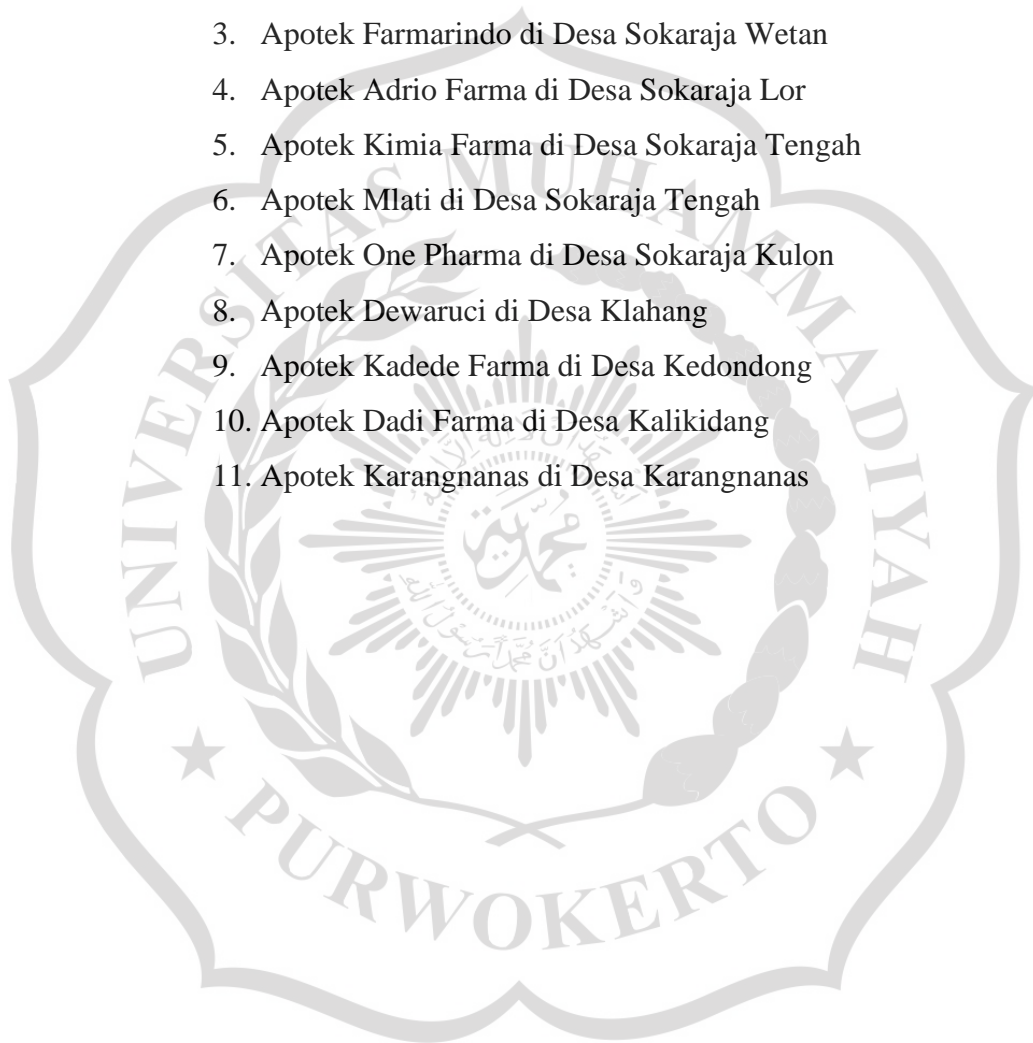 3. Apotek Farmarindo di Desa Sokaraja Wetan
4. Apotek Adrio Farma di Desa Sokaraja Lor
5. Apotek Kimia Farma di Desa Sokaraja Tengah
6. Apotek Mlati di Desa Sokaraja Tengah
7. Apotek One Pharma di Desa Sokaraja Kulon
8. Apotek Dewaruci di Desa Klahang
9. Apotek Kadede Farma di Desa Kedondong
10. Apotek Dadi Farma di Desa Kalikidang
11. Apotek Karangnanas di Desa Karangnanas
UNIVERSITAS MUHAMMADIYAH
★ PURWOKERTO ★